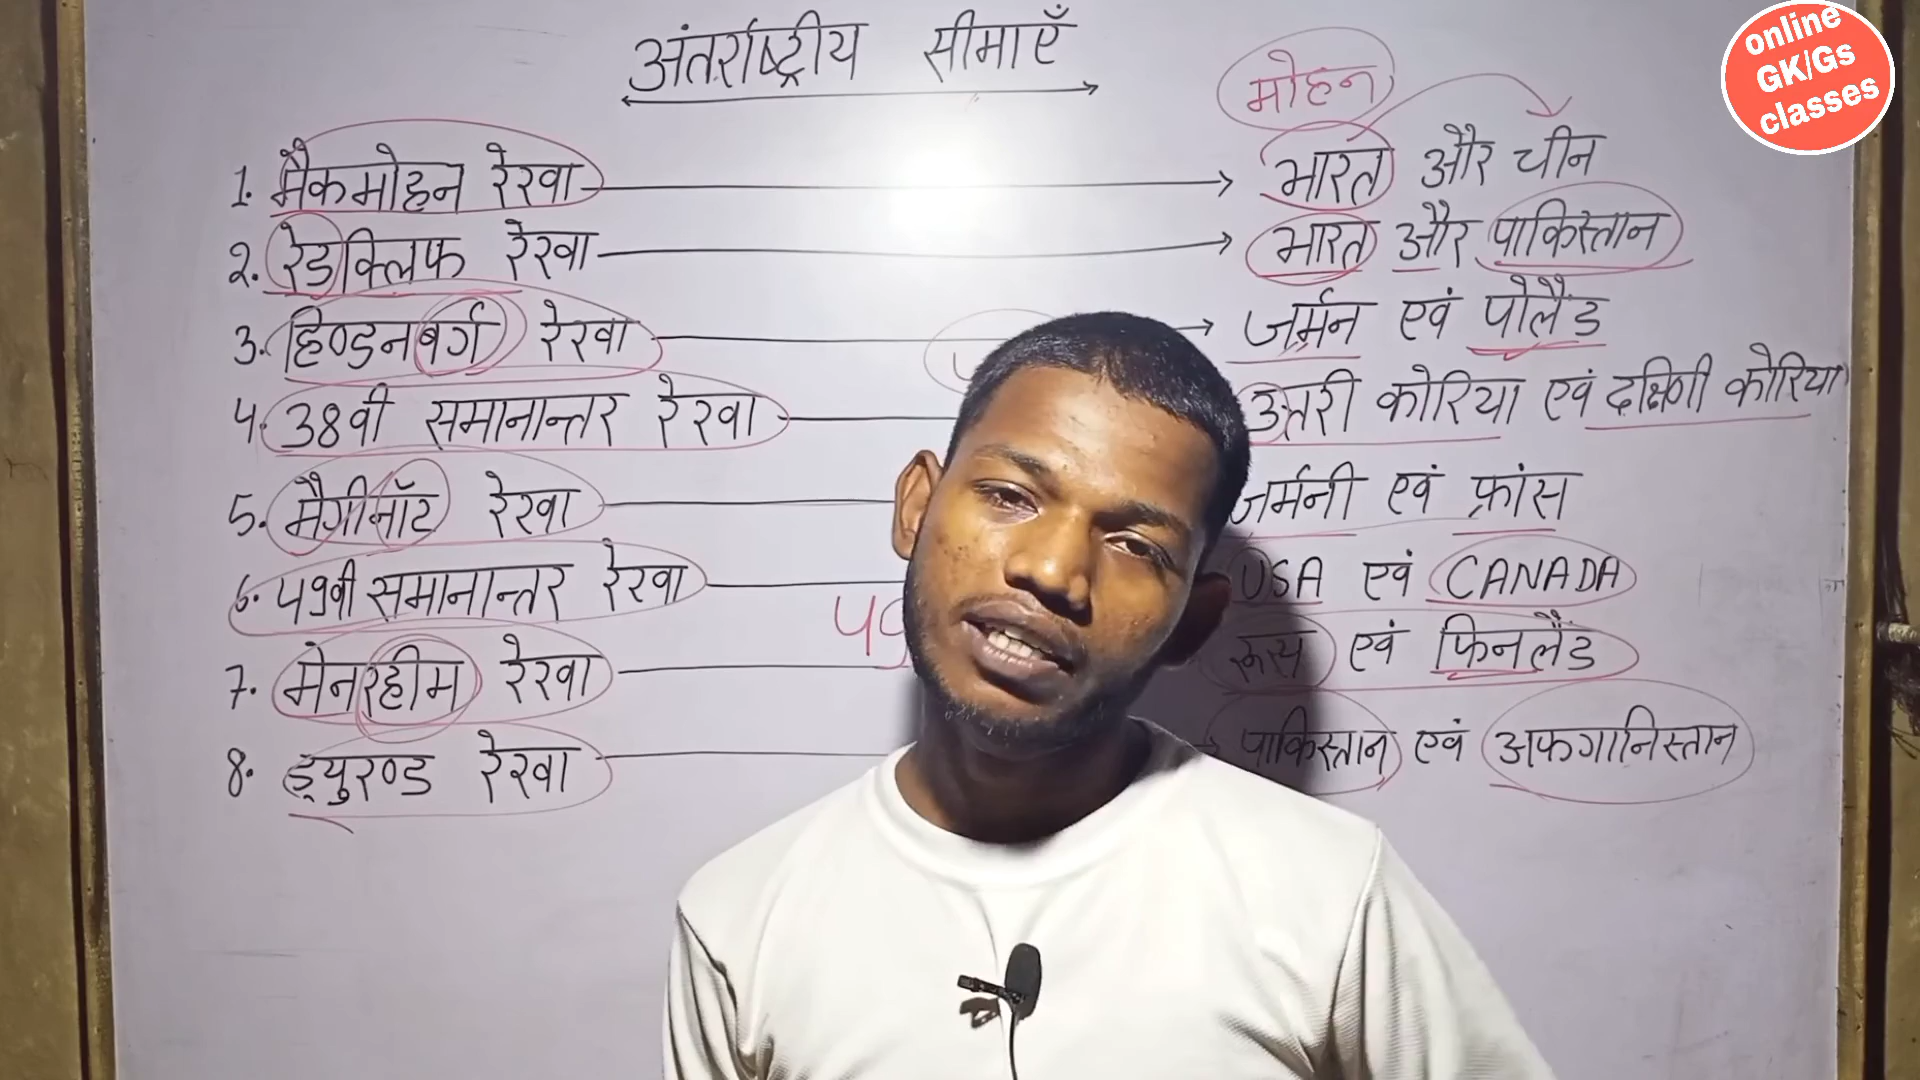 अंतर्राष्ट्रीय सीमाएँ
online
GK/Gs
classes
मोहन
1. मैकमोहन रेखा → भारत और चीन
2. रेडक्लिफ रेखा → भारत और पाकिस्तान
3. हिण्डनबर्ग रेखा → जर्मन एवं पोलैंड
4. 38वी समानान्तर रेखा उत्तरी कोरिया एवं दक्षिणी कोरिया
5. मैगीनॉट रेखा जर्मनी एवं फ्रांस
6. 49वी समानान्तर रेखा USA एवं CANADA
49
7. मेनरहीम रेखा रूस एवं फिनलैंड
8. ड्युरण्ड रेखा → पाकिस्तान एवं अफगानिस्तान